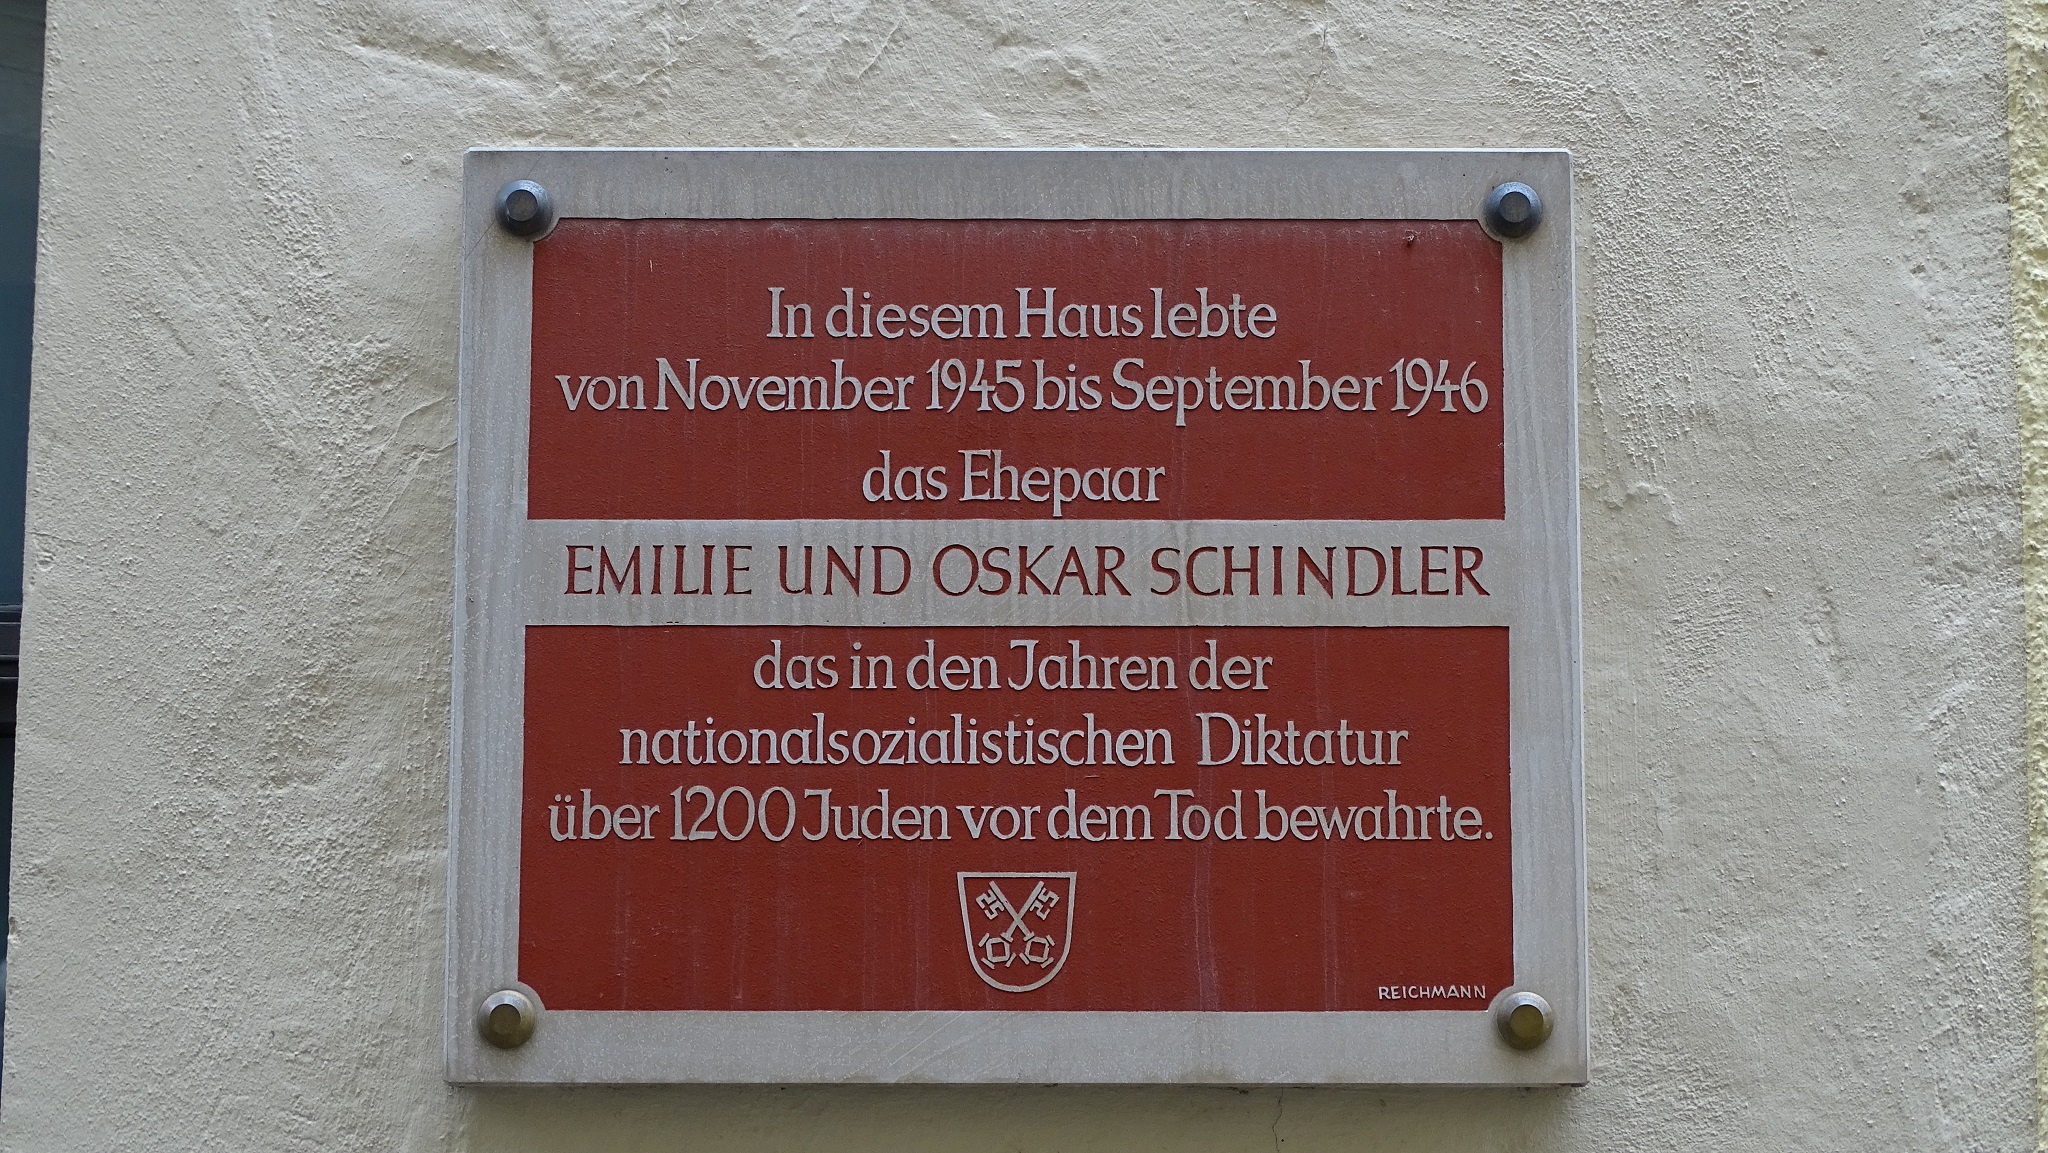 In diesem Haus lebte
von November 1945 bis September 1946
das Ehepaar
EMILIE UND OSKAR SCHINDLER
das in den Jahren der
nationalsozialistischen Diktatur
über 1200 Juden vor dem Tod bewahrte.
REICHMANN